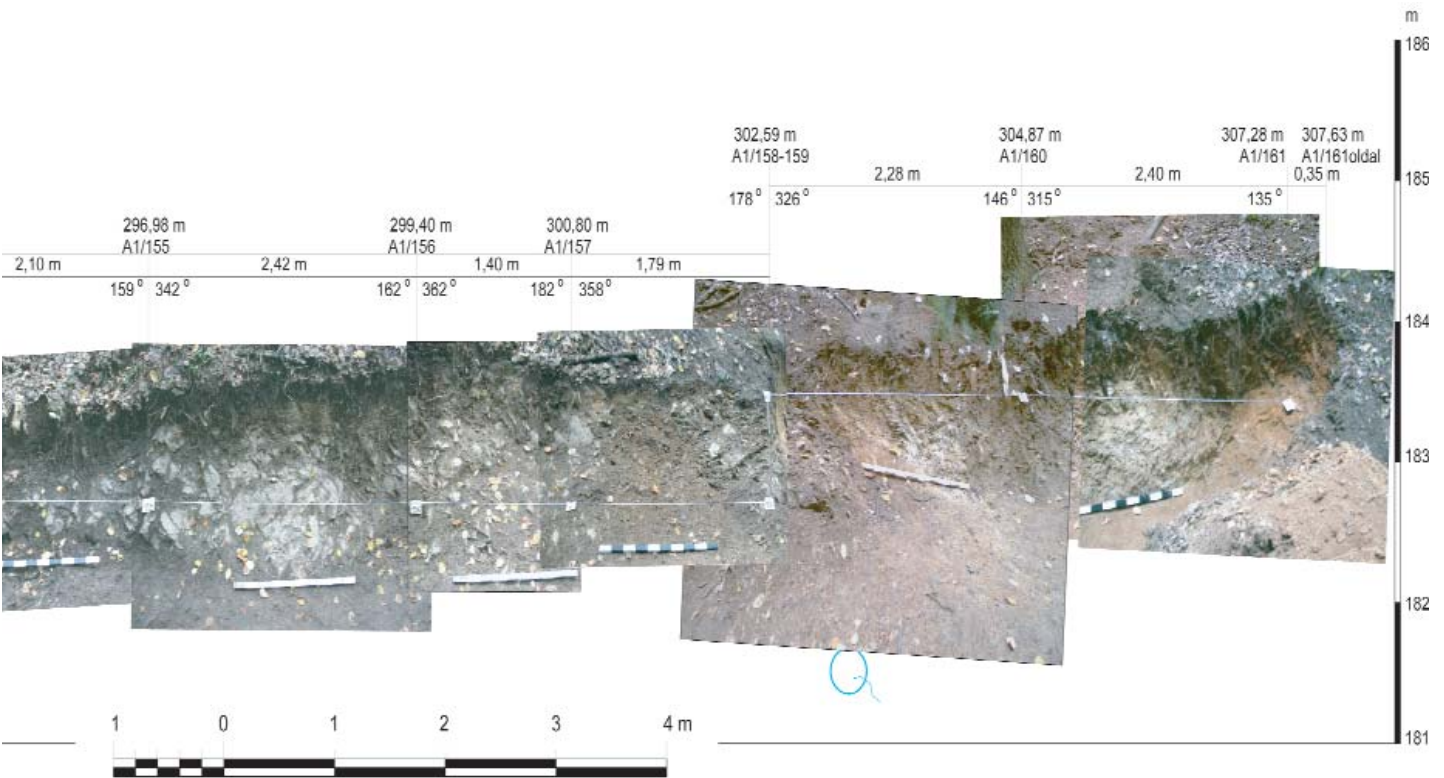 m
186
302,59 m 304,87 m 307,28 m 307,63 m
A1/158-159 A1/160 A1/161 A1/161oldal
2,28 m 2,40 m 0,35 m
185
178° 326° 146° 315° 135°
296,98 m 299,40 m 300,80 m
A1/155 A1/156 A1/157
2,10 m 2,42 m 1,40 m 1,79 m
159° 342° 162° 362° 182° 358°
184
183
182
1 0 1 2 3 4 m
181